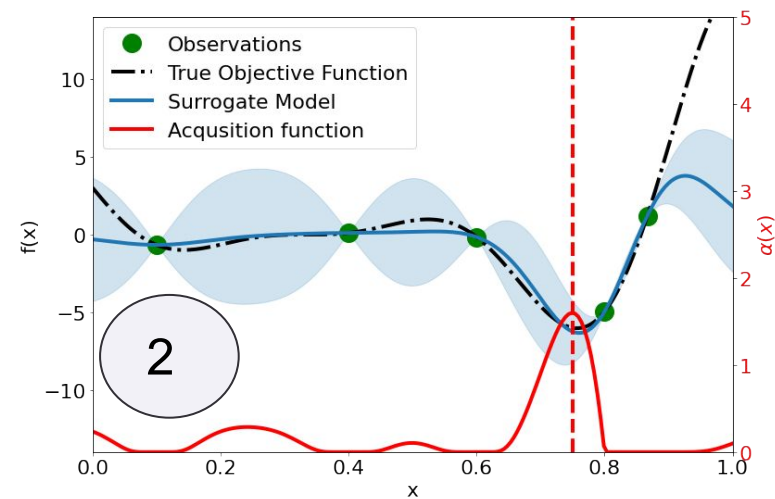 Observations
True Objective Function
Surrogate Model
Acqusition function
f(x)
10
5
0
−5
−10
2
5
4
3
2
1
0
α(x)
0.0 0.2 0.4 0.6 0.8 1.0
x